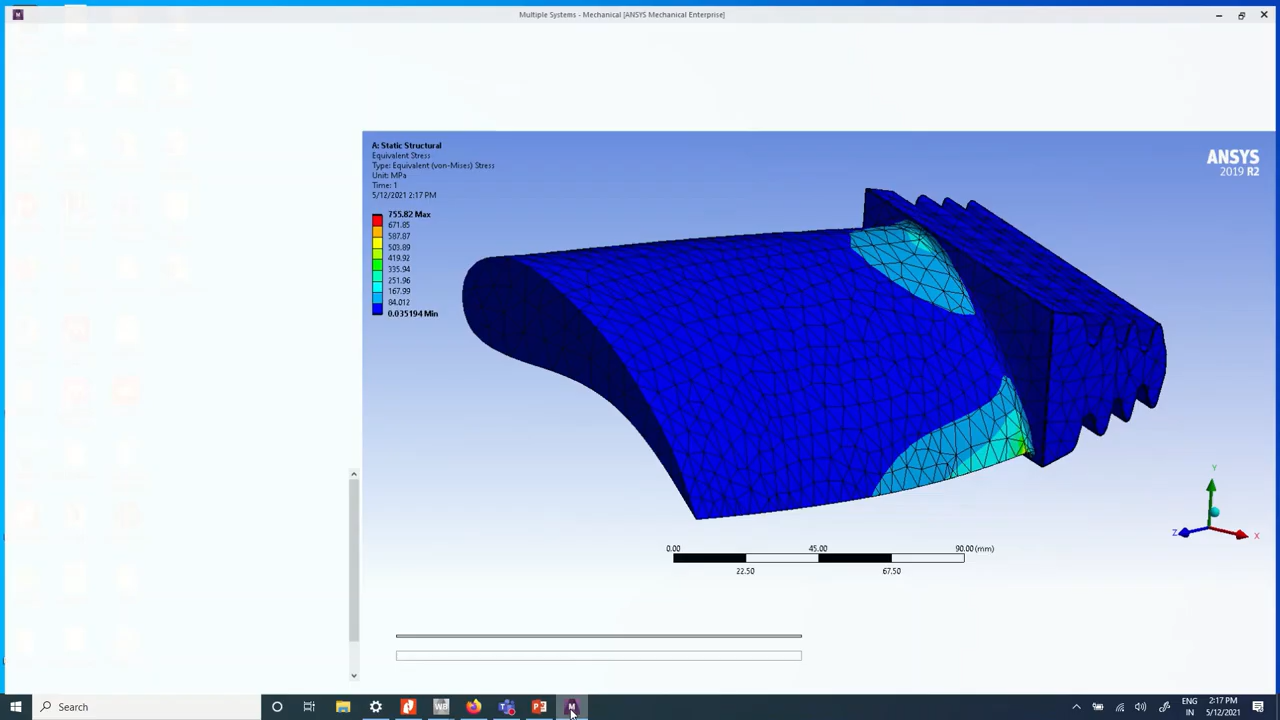 Multiple Systems - Mechanical [ANSYS Mechanical Enterprise]
A: Static Structural
Equivalent Stress
Type: Equivalent (von-Mises) Stress
Unit: MPa
Time: 1
5/12/2021 2:17 PM
755.82 Max
671.85
587.87
503.89
419.92
335.94
251.96
167.99
84.012
0.035194 Min
ANSYS
2019 R2
Y
Z
X
0.00 45.00 90.00 (mm)
22.50 67.50
Search
WB
M
ENG
IN
2:17 PM
5/12/2021